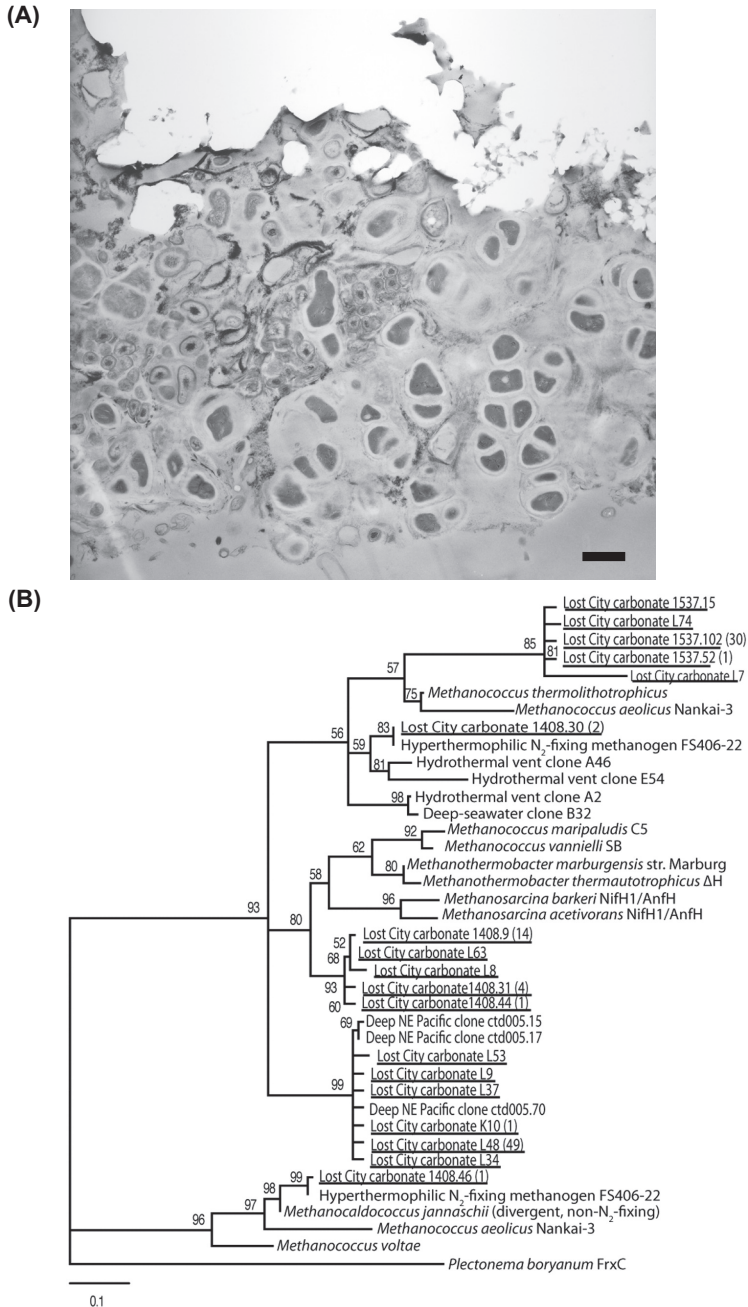 (A)
(B)
Lost City carbonate 1537.15
Lost City carbonate L74
85
Lost City carbonate 1537.102 (30)
81
Lost City carbonate 1537.52 (1)
57
Lost City carbonate L7
75
Methanococcus thermolithotrophicus
Methanococcus aeolicus Nankai-3
83
Lost City carbonate 1408.30 (2)
56
59
Hyperthermophilic N2-fixing methanogen FS406-22
81
Hydrothermal vent clone A46
Hydrothermal vent clone E54
98
Hydrothermal vent clone A2
Deep-seawater clone B32
92
Methanococcus maripaludis C5
62
Methanococcus vannielli SB
80
Methanothermobacter marburgensis str. Marburg
58
Methanothermobacter thermautotrophicus ΔH
96
Methanosarcina barkeri NifH1/AnfH
93
80
Methanosarcina acetivorans NifH1/AnfH
52
Lost City carbonate 1408.9 (14)
68
Lost City carbonate L63
Lost City carbonate L8
93
Lost City carbonate1408.31 (4)
60
Lost City carbonate1408.44 (1)
69
Deep NE Pacific clone ctd005.15
Deep NE Pacific clone ctd005.17
Lost City carbonate L53
99
Lost City carbonate L9
Lost City carbonate L37
Deep NE Pacific clone ctd005.70
Lost City carbonate K10 (1)
Lost City carbonate L48 (49)
Lost City carbonate L34
99
Lost City carbonate 1408.46 (1)
98
Hyperthermophilic N2-fixing methanogen FS406-22
97
Methanocaldococcus jannaschii (divergent, non-N2-fixing)
96
Methanococcus aeolicus Nankai-3
Methanococcus voltae
Plectonema boryanum FrxC
0.1